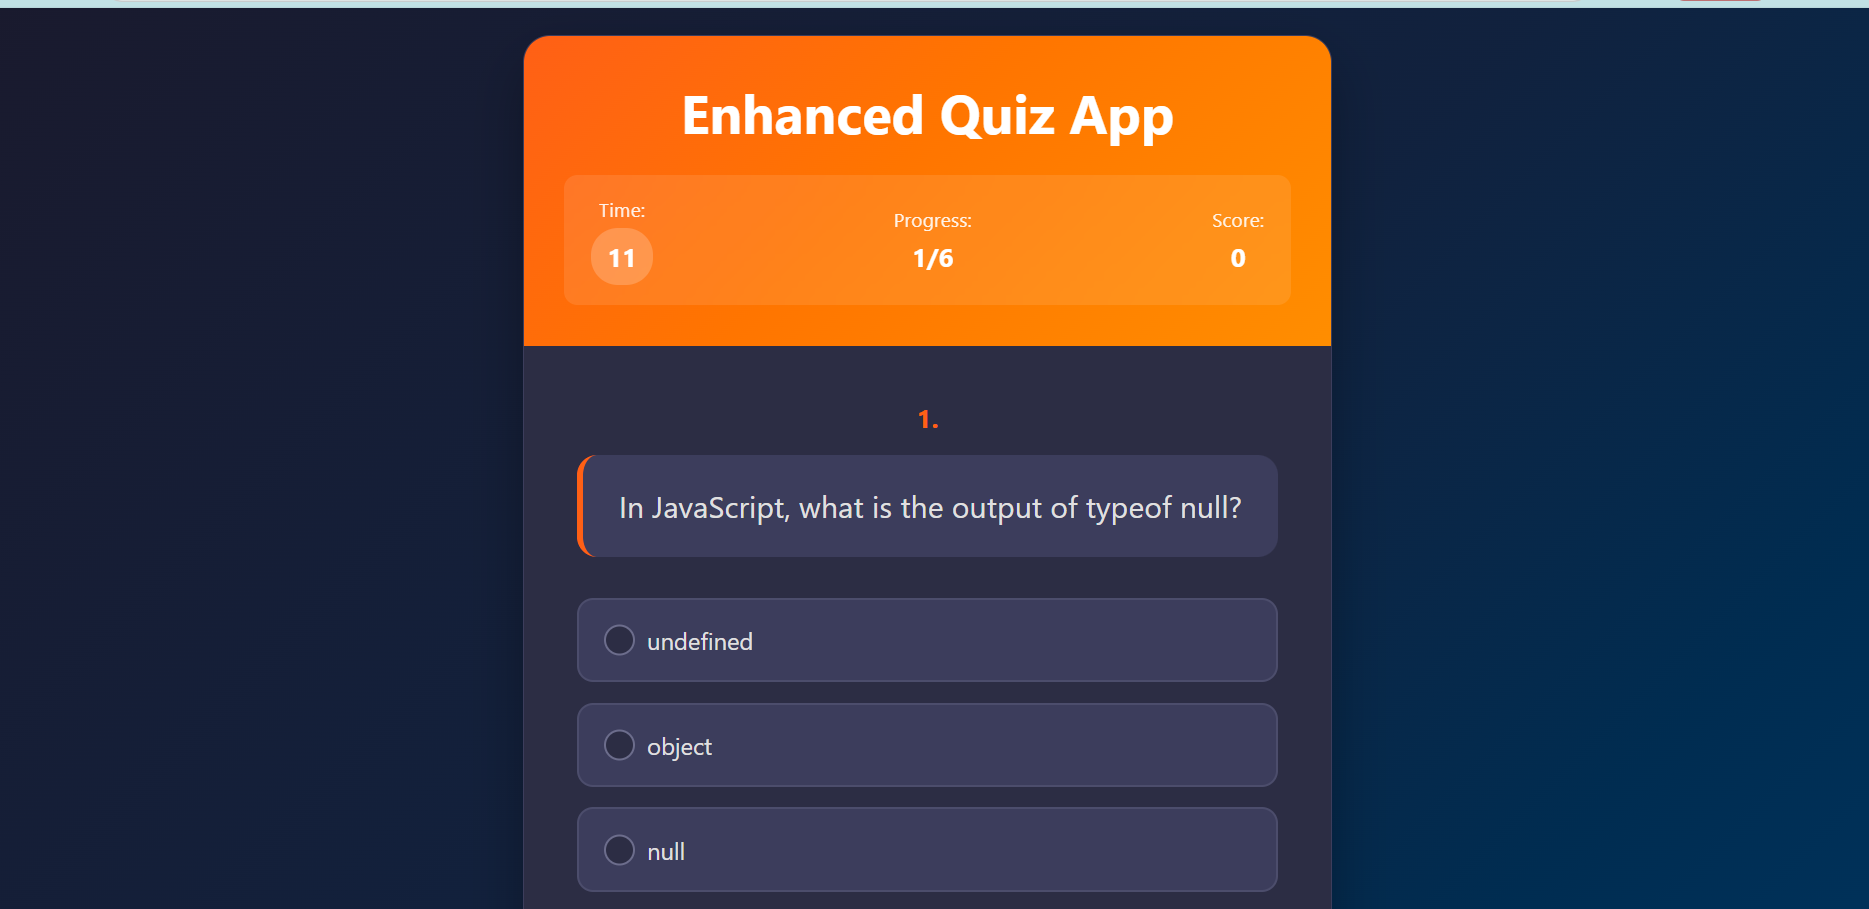 Enhanced Quiz App
Time:
11
Progress:
1/6
Score:
0
1.
In JavaScript, what is the output of typeof null?
undefined
object
null